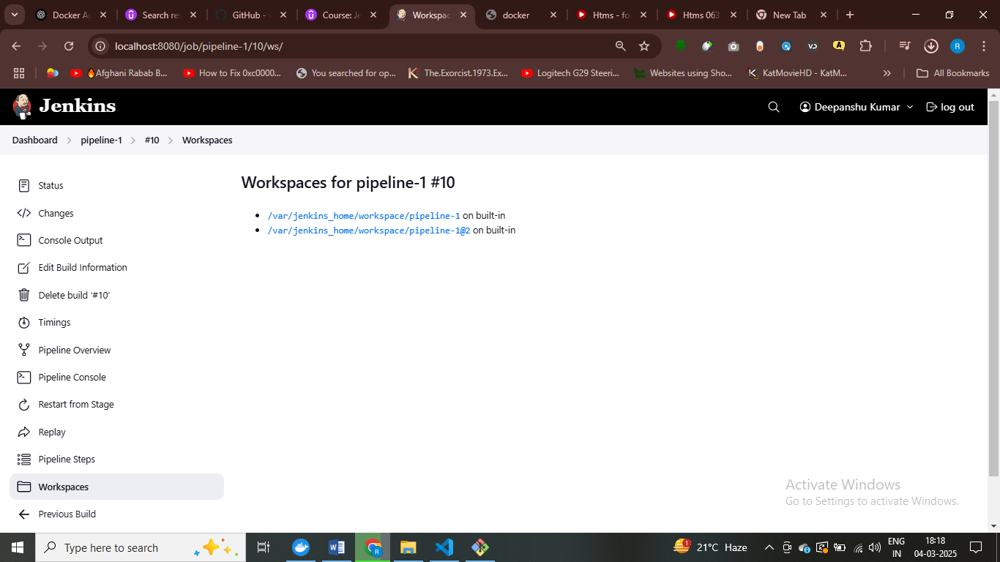 Docker Ac
Search res
GitHub - v
Course: Je
Workspac
docker
Htms - fo
Htms 063
New Tab
localhost:8080/job/pipeline-1/10/ws/
R
Afghani Rabab B...
How to Fix 0xc0000...
You searched for op...
The.Exorcist.1973.Ex...
Logitech G29 Steeri...
Websites using Sho...
KatMovieHD - KatM...
All Bookmarks
Jenkins
Deepanshu Kumar
log out
Dashboard
pipeline-1
#10
Workspaces
Status
Changes
Console Output
Edit Build Information
Delete build ‘#10’
Timings
Pipeline Overview
Pipeline Console
Restart from Stage
Replay
Pipeline Steps
Workspaces
Previous Build
Workspaces for pipeline-1 #10
/var/jenkins_home/workspace/pipeline-1 on built-in
/var/jenkins_home/workspace/pipeline-1@2 on built-in
Activate Windows
Go to Settings to activate Windows.
Type here to search
21°C Haze
ENG
IN
18:18
04-03-2025